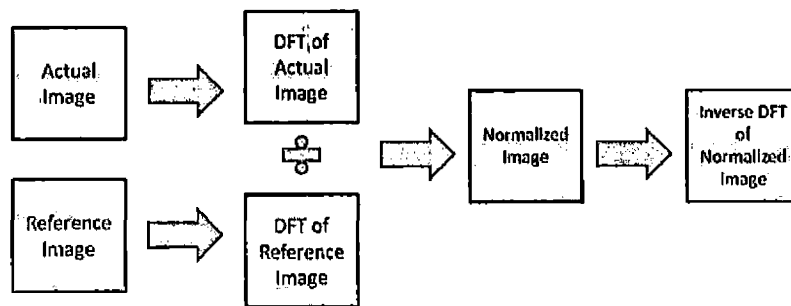 Actual
Image
DFT of
Actual
Image
÷
Reference
Image
DFT of
Reference
Image
Normalized
Image
Inverse DFT
of
Normalized
Image